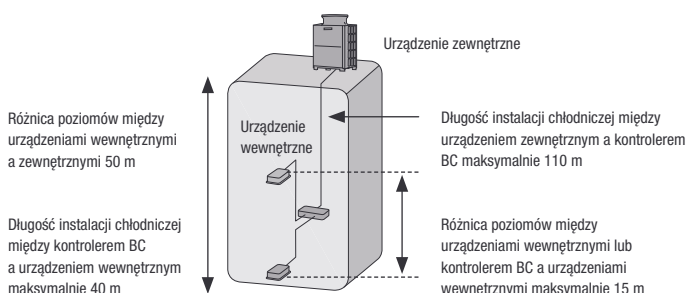 Urządzenie zewnętrzne
Różnica poziomów między
urządzeniami wewnętrznymi
a zewnętrznymi 50 m
Urządzenie
wewnętrzne
Długość instalacji chłodniczej między
urządzeniem zewnętrznym a kontrolerem
BC maksymalnie 110 m
Długość instalacji chłodniczej
między kontrolerem BC
a urządzeniem wewnętrznym
maksymalnie 40 m
Różnica poziomów między
urządzeniami wewnętrznymi lub
kontrolerem BC a urządzeniami
wewnętrznymi maksymalnie 15 m